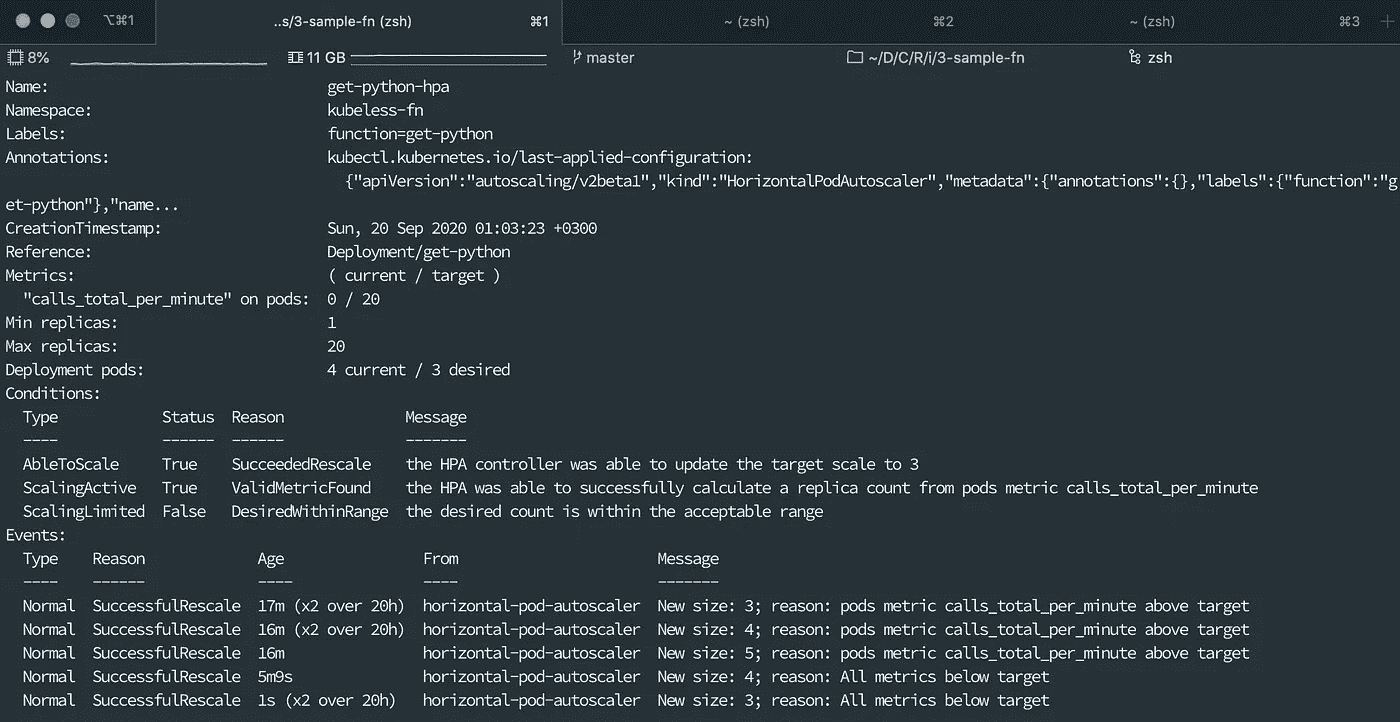 ⌥⌘1 ..s/3-sample-fn (zsh) ⌘1 ~ (zsh) ⌘2 ~ (zsh) ⌘3
8% 11 GB master ~/D/C/R/i/3-sample-fn zsh
Name: get-python-hpa
Namespace: kubeless-fn
Labels: function=get-python
Annotations: kubectl.kubernetes.io/last-applied-configuration:
{"apiVersion":"autoscaling/v2beta1","kind":"HorizontalPodAutoscaler","metadata":{"annotations":{},"labels":{"function":"g
et-python"},"name...
CreationTimestamp: Sun, 20 Sep 2020 01:03:23 +0300
Reference: Deployment/get-python
Metrics: ( current / target )
"calls_total_per_minute" on pods: 0 / 20
Min replicas: 1
Max replicas: 20
Deployment pods: 4 current / 3 desired
Conditions:
Type Status Reason Message
---- ------ ------ -------
AbleToScale True SucceededRescale the HPA controller was able to update the target scale to 3
ScalingActive True ValidMetricFound the HPA was able to successfully calculate a replica count from pods metric calls_total_per_minute
ScalingLimited False DesiredWithinRange the desired count is within the acceptable range
Events:
Type Reason Age From Message
---- ------ ---- ---- -------
Normal SuccessfulRescale 17m (x2 over 20h) horizontal-pod-autoscaler New size: 3; reason: pods metric calls_total_per_minute above target
Normal SuccessfulRescale 16m (x2 over 20h) horizontal-pod-autoscaler New size: 4; reason: pods metric calls_total_per_minute above target
Normal SuccessfulRescale 16m horizontal-pod-autoscaler New size: 5; reason: pods metric calls_total_per_minute above target
Normal SuccessfulRescale 5m9s horizontal-pod-autoscaler New size: 4; reason: All metrics below target
Normal SuccessfulRescale 1s (x2 over 20h) horizontal-pod-autoscaler New size: 3; reason: All metrics below target